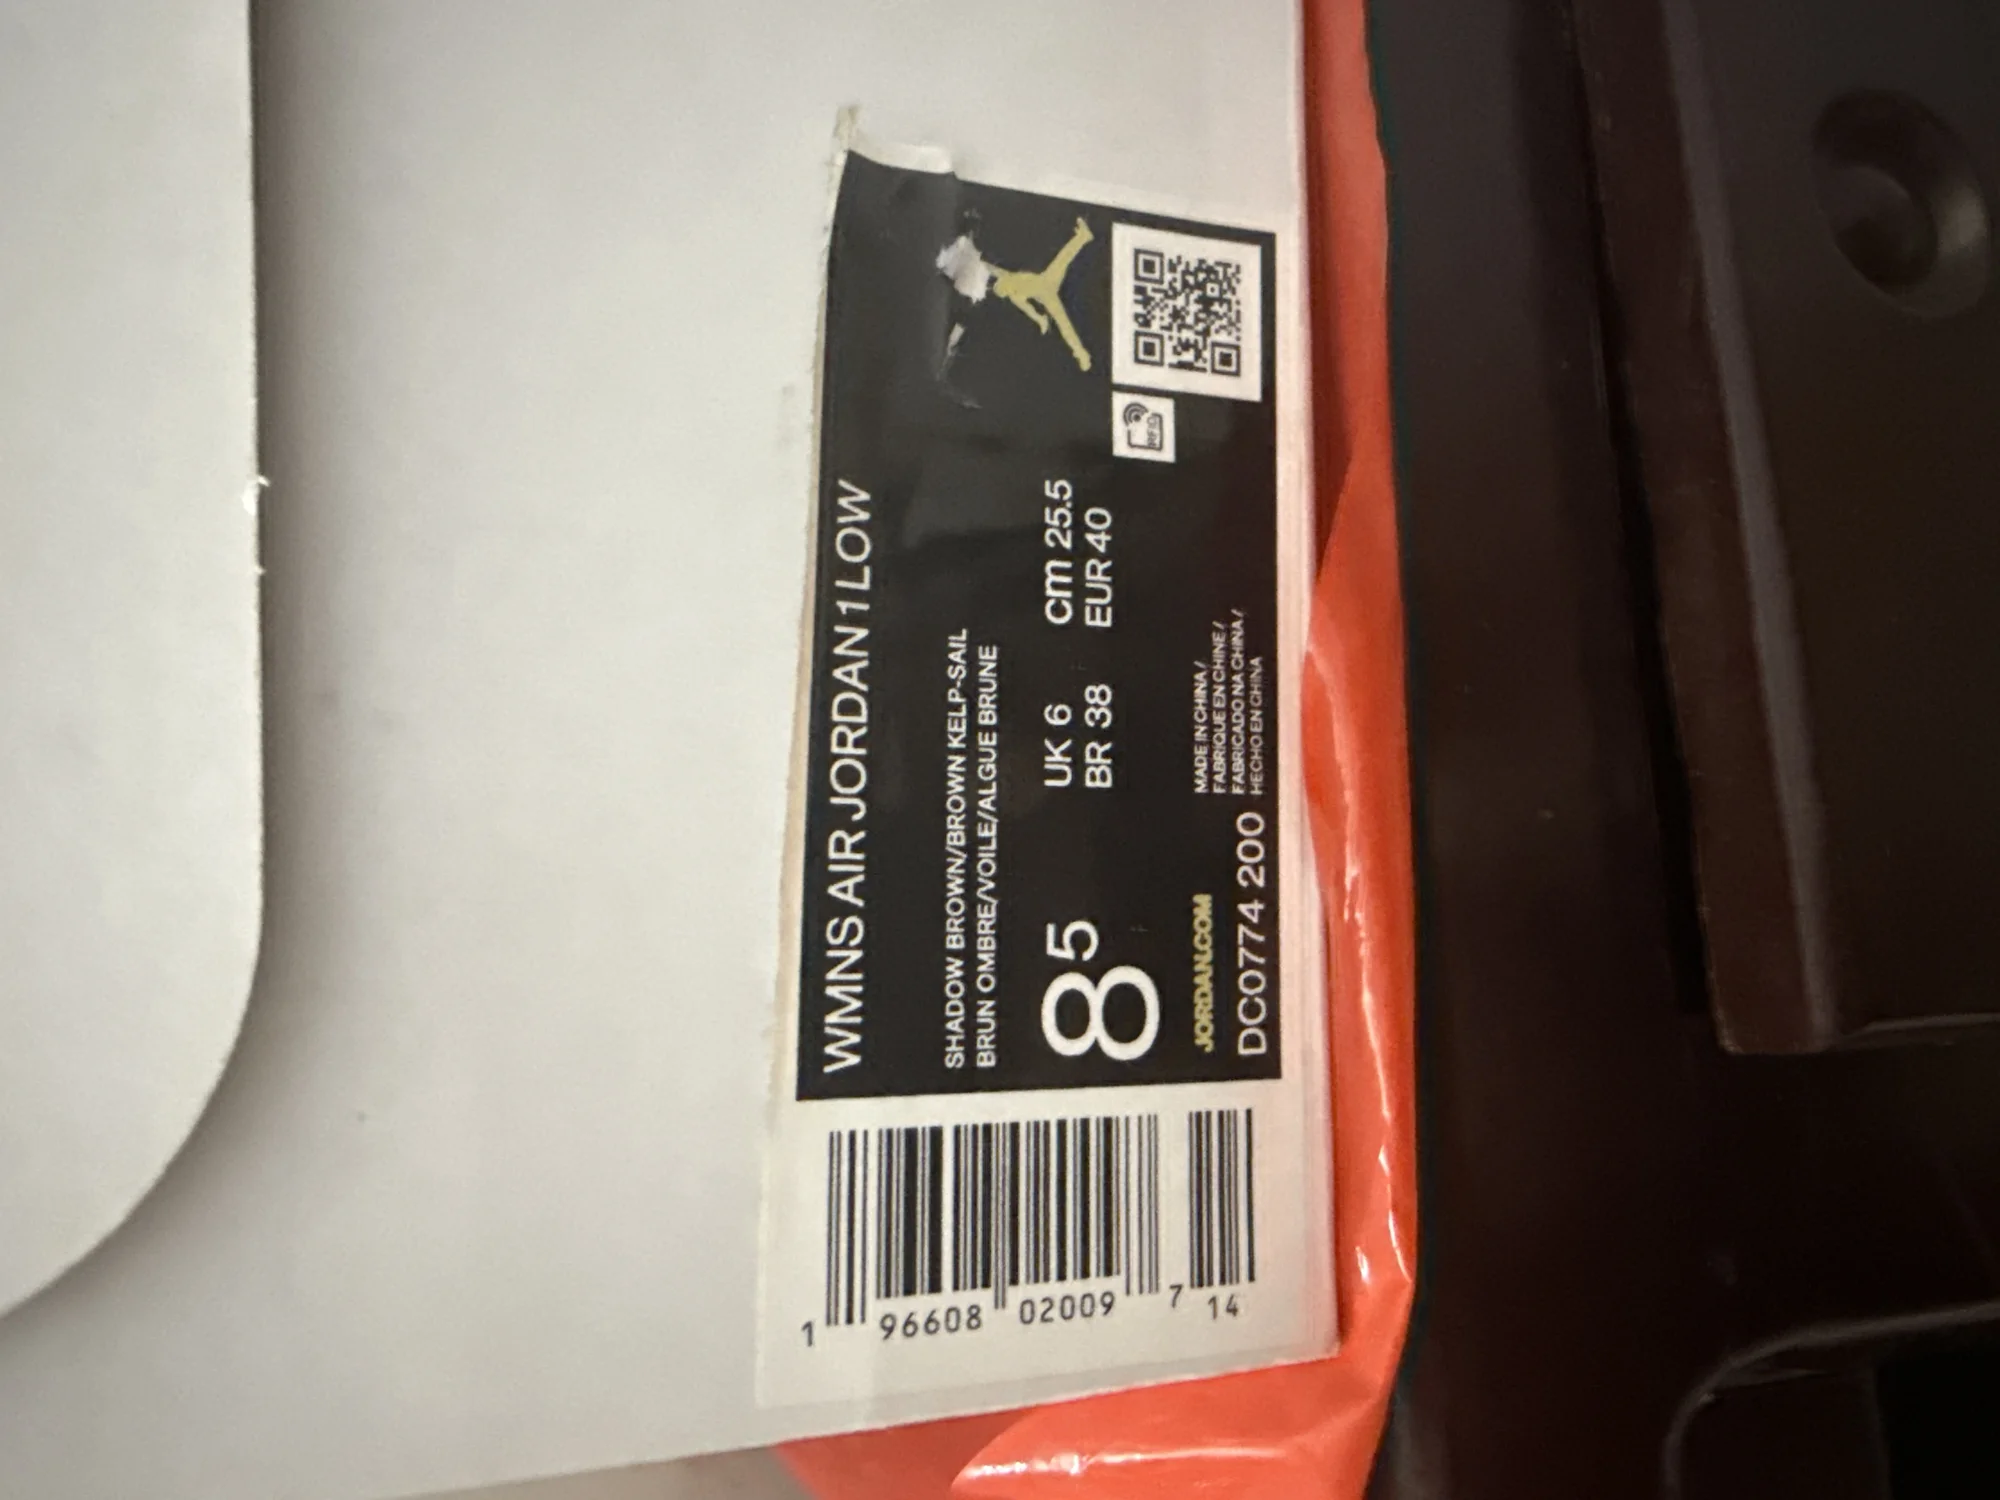 WMNS AIR JORDAN 1 LOW
SHADOW BROWN/BROWN KELP-SAIL
BRUN OMBRE/VOILE/ALGUE BRUNE
8 5
UK 6 cm 25.5
BR 38 EUR 40
RFID
JORDAN.COM
DC0774 200
MADE IN CHINA /
FABRIQUE EN CHINE /
FABRICADO NA CHINA /
HECHO EN CHINA
1 96608 02009 7 14